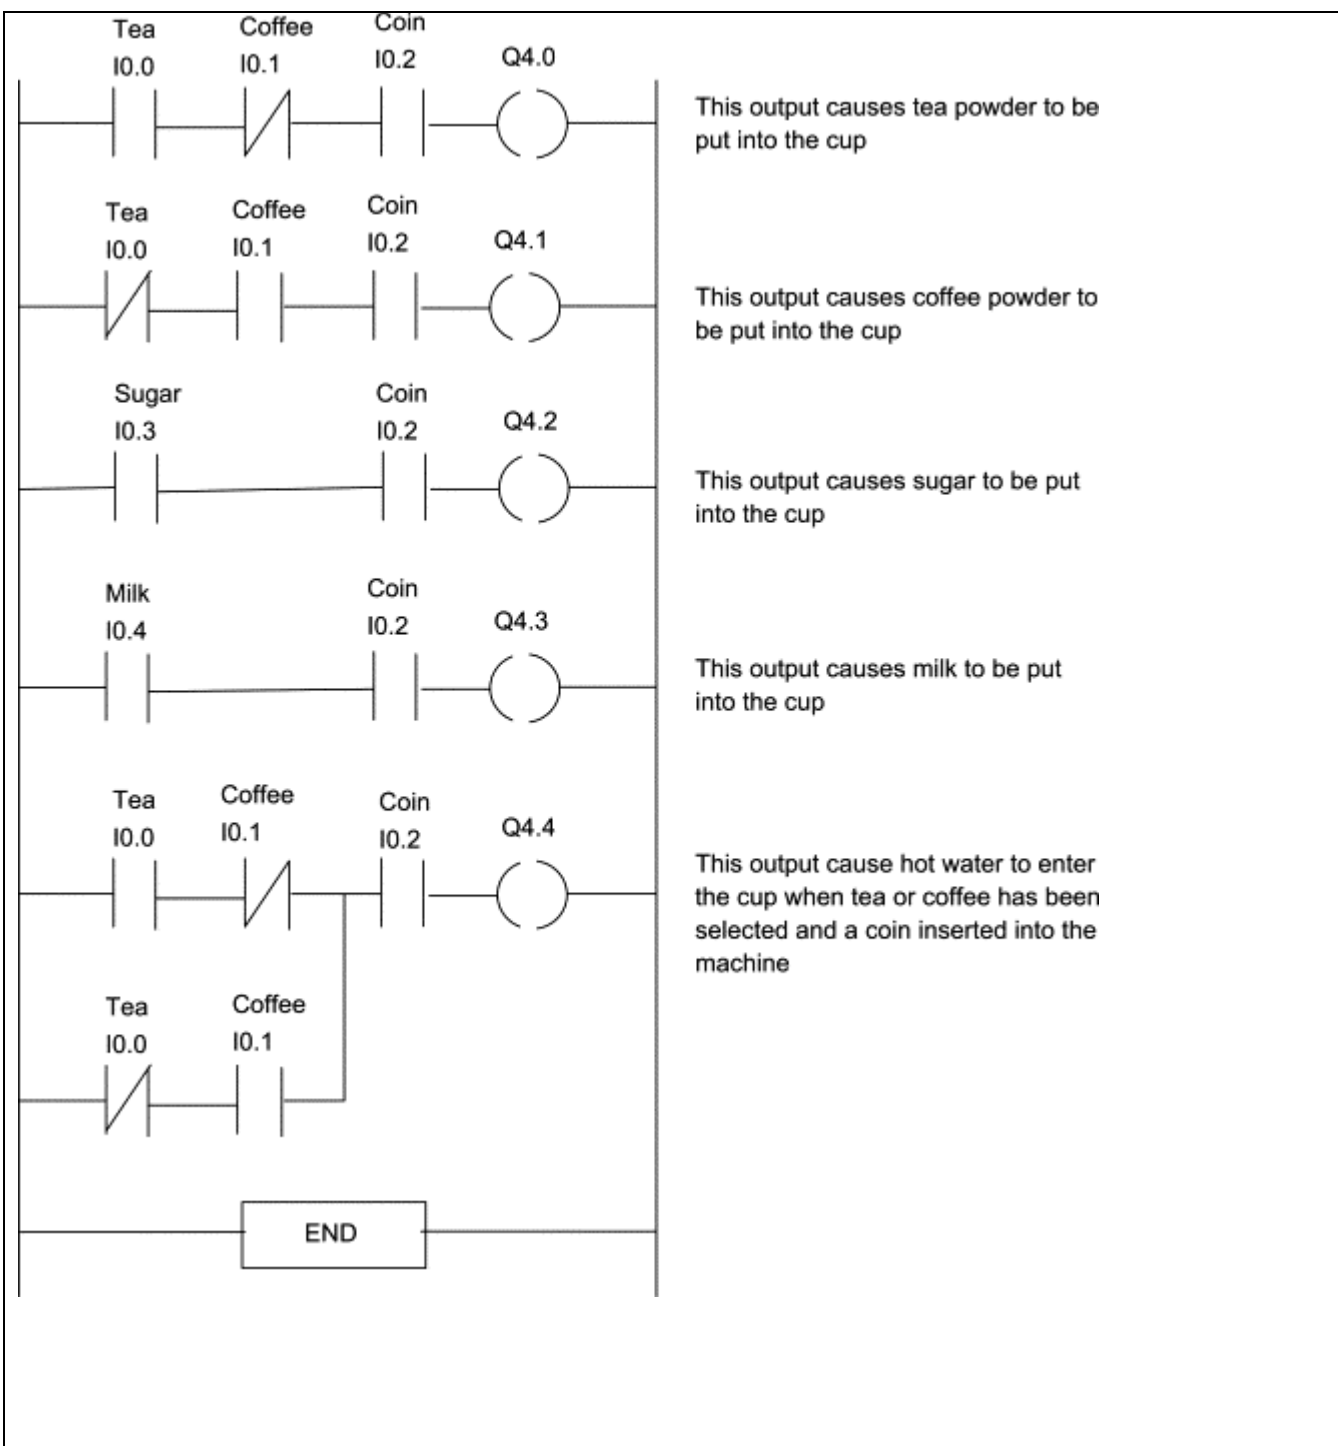 Tea Coffee Coin
I0.0 I0.1 I0.2 Q4.0
This output causes tea powder to be
put into the cup
Tea Coffee Coin
I0.0 I0.1 I0.2 Q4.1
This output causes coffee powder to
be put into the cup
Sugar Coin
I0.3 I0.2 Q4.2
This output causes sugar to be put
into the cup
Milk Coin
I0.4 I0.2 Q4.3
This output causes milk to be put
into the cup
Tea Coffee Coin
I0.0 I0.1 I0.2 Q4.4
This output cause hot water to enter
the cup when tea or coffee has been
selected and a coin inserted into the
machine
Tea Coffee
I0.0 I0.1
END